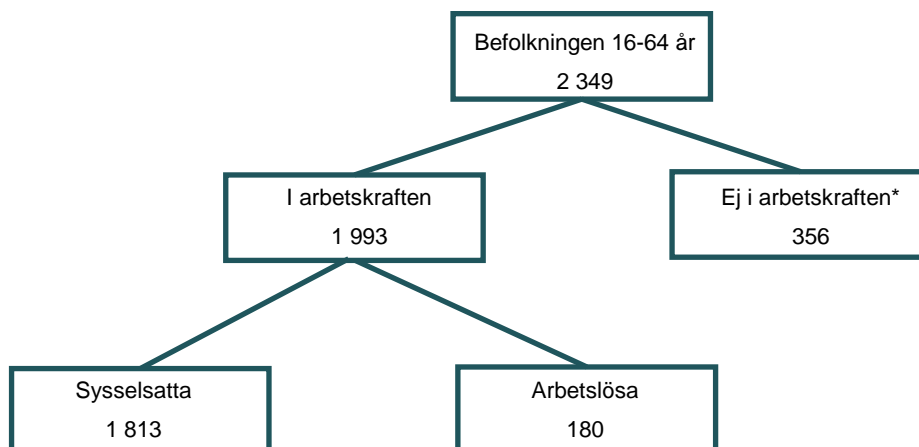 Befolkningen 16-64 år
2 349
I arbetskraften
1 993
Ej i arbetskraften*
356
Sysselsatta
1 813
Arbetslösa
180